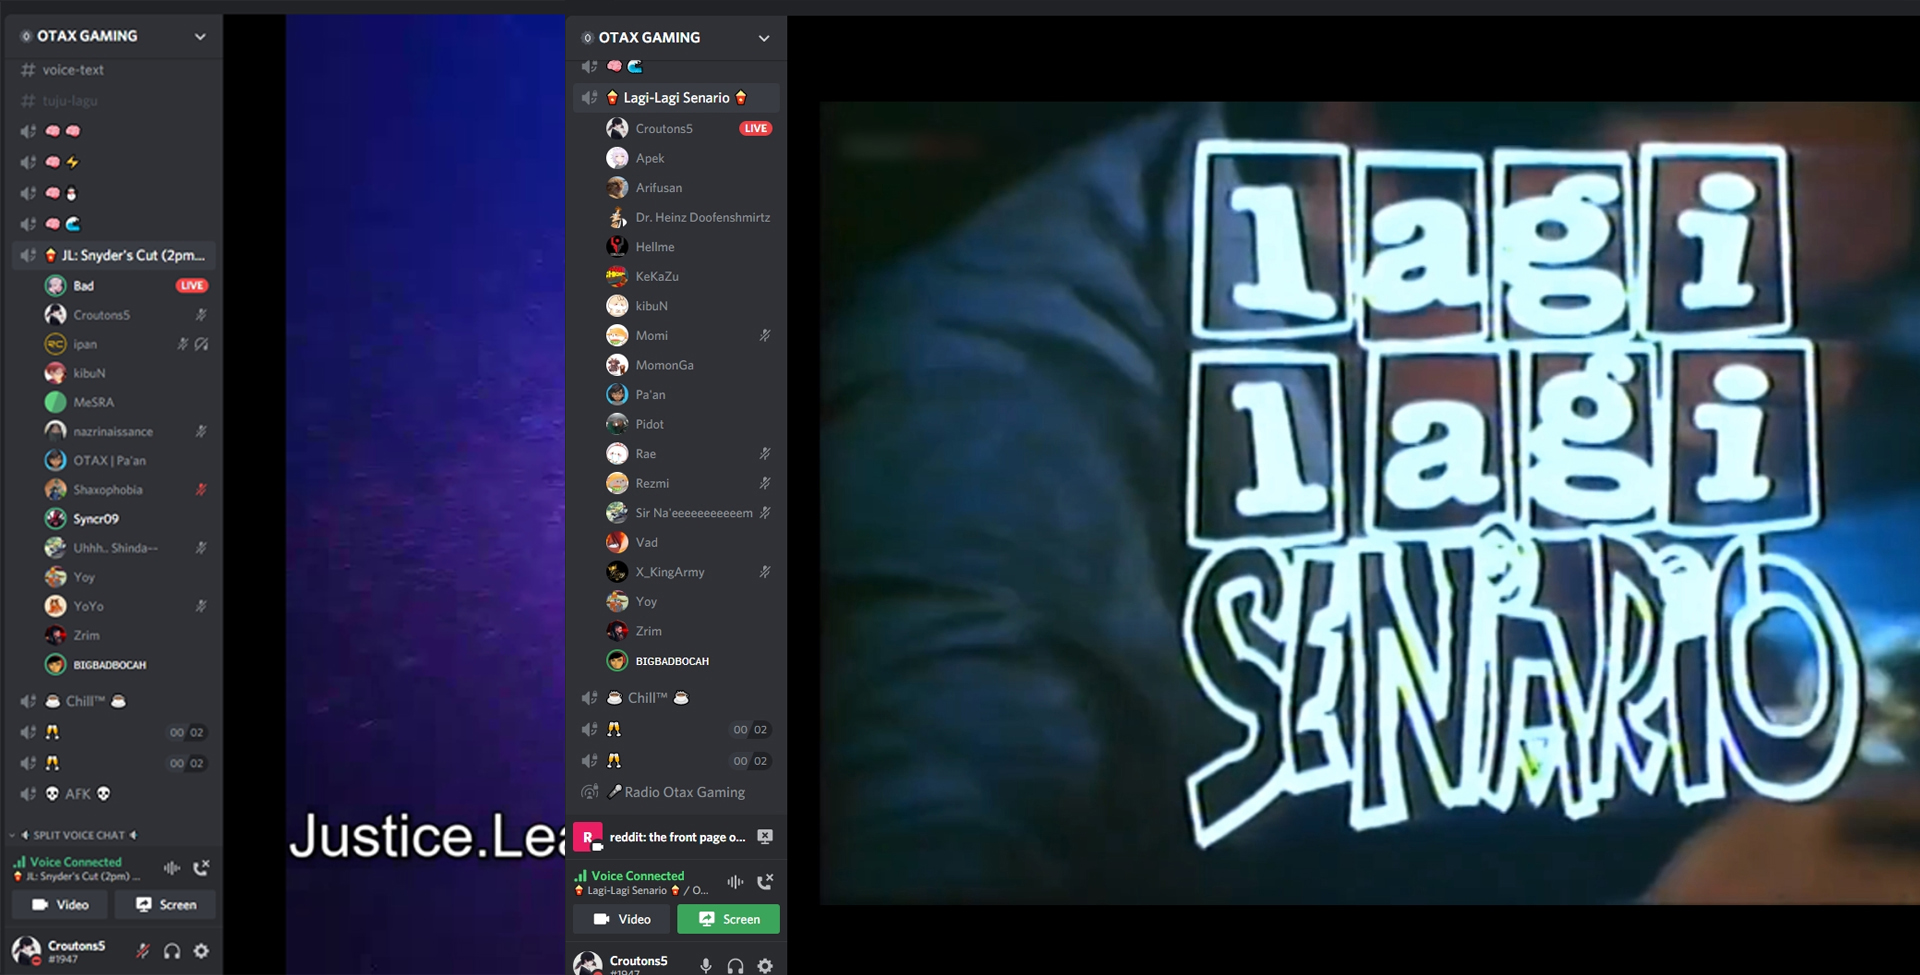 OTAX GAMING
# voice-text
# tuju-lagu
JL: Snyder's Cut (2pm...
Bad LIVE
Croutons5
ipan
kibuN
MeSRA
nazrinaissance
OTAX | Pa'an
Shaxophobia
Syncr09
Uhhh.. Shinda--
Yoy
YoYo
Zrim
BIGBADBOCAH
Chill™
00 02
00 02
AFK
SPLIT VOICE CHAT
Voice Connected
JL: Snyder's Cut (2pm) ...
Video Screen
Croutons5
#1947
Justice.Lea
OTAX GAMING
Lagi-Lagi Senario
Croutons5 LIVE
Apek
Arifusan
Dr. Heinz Doofenshmirtz
Hellme
KeKaZu
kibuN
Momi
MomonGa
Pa'an
Pidot
Rae
Rezmi
Sir Na'eeeeeeeeeeem
Vad
X_KingArmy
Yoy
Zrim
BIGBADBOCAH
Chill™
00 02
00 02
Radio Otax Gaming
R reddit: the front page o...
Voice Connected
Lagi-Lagi Senario / O...
Video Screen
Croutons5
#1947
lagi
lagi
SENARIO